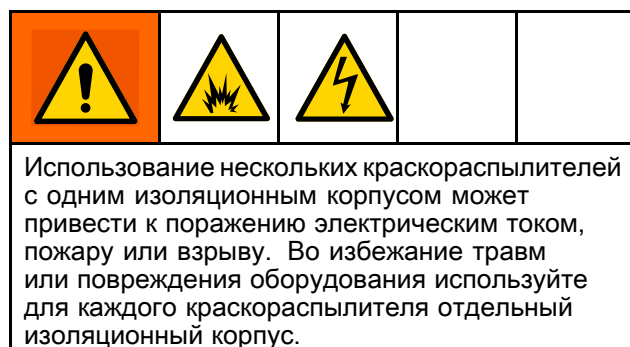 Использование нескольких краскораспылителей
с одним изоляционным корпусом может
привести к поражению электрическим током,
пожару или взрыву. Во избежание травм
или повреждения оборудования используйте
для каждого краскораспылителя отдельный
изоляционный корпус.